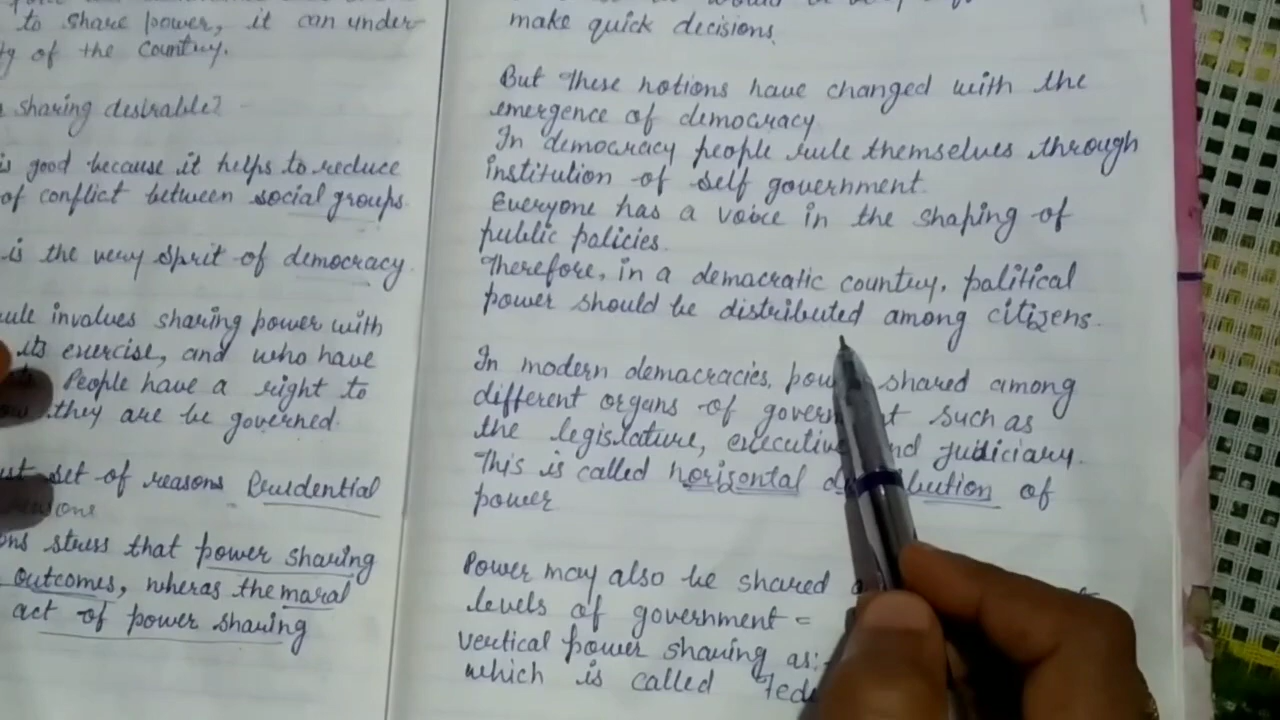 to share power, it can under-
of the country.
sharing desirable?
is good because it helps to reduce
of conflict between social groups.
is the very sprit of democracy.
rule involves sharing power with
its exercise, and who have
People have a right to
they are be governed.
set of reasons Prudential
stress that power sharing
outcomes, wheras the moral
act of power sharing
make quick decisions.
But these notions have changed with the
emergence of democracy
In democracy people rule themselves through
institution of self government.
Everyone has a voice in the shaping of
public policies.
Therefore, in a democratic country, political
power should be distributed among citizens.
In modern democracies, shared among
different organs of such as
the legislature, executive and judiciary.
This is called horizontal of
power
Power may also be shared
levels of government =
vertical power sharing as:-
which is called